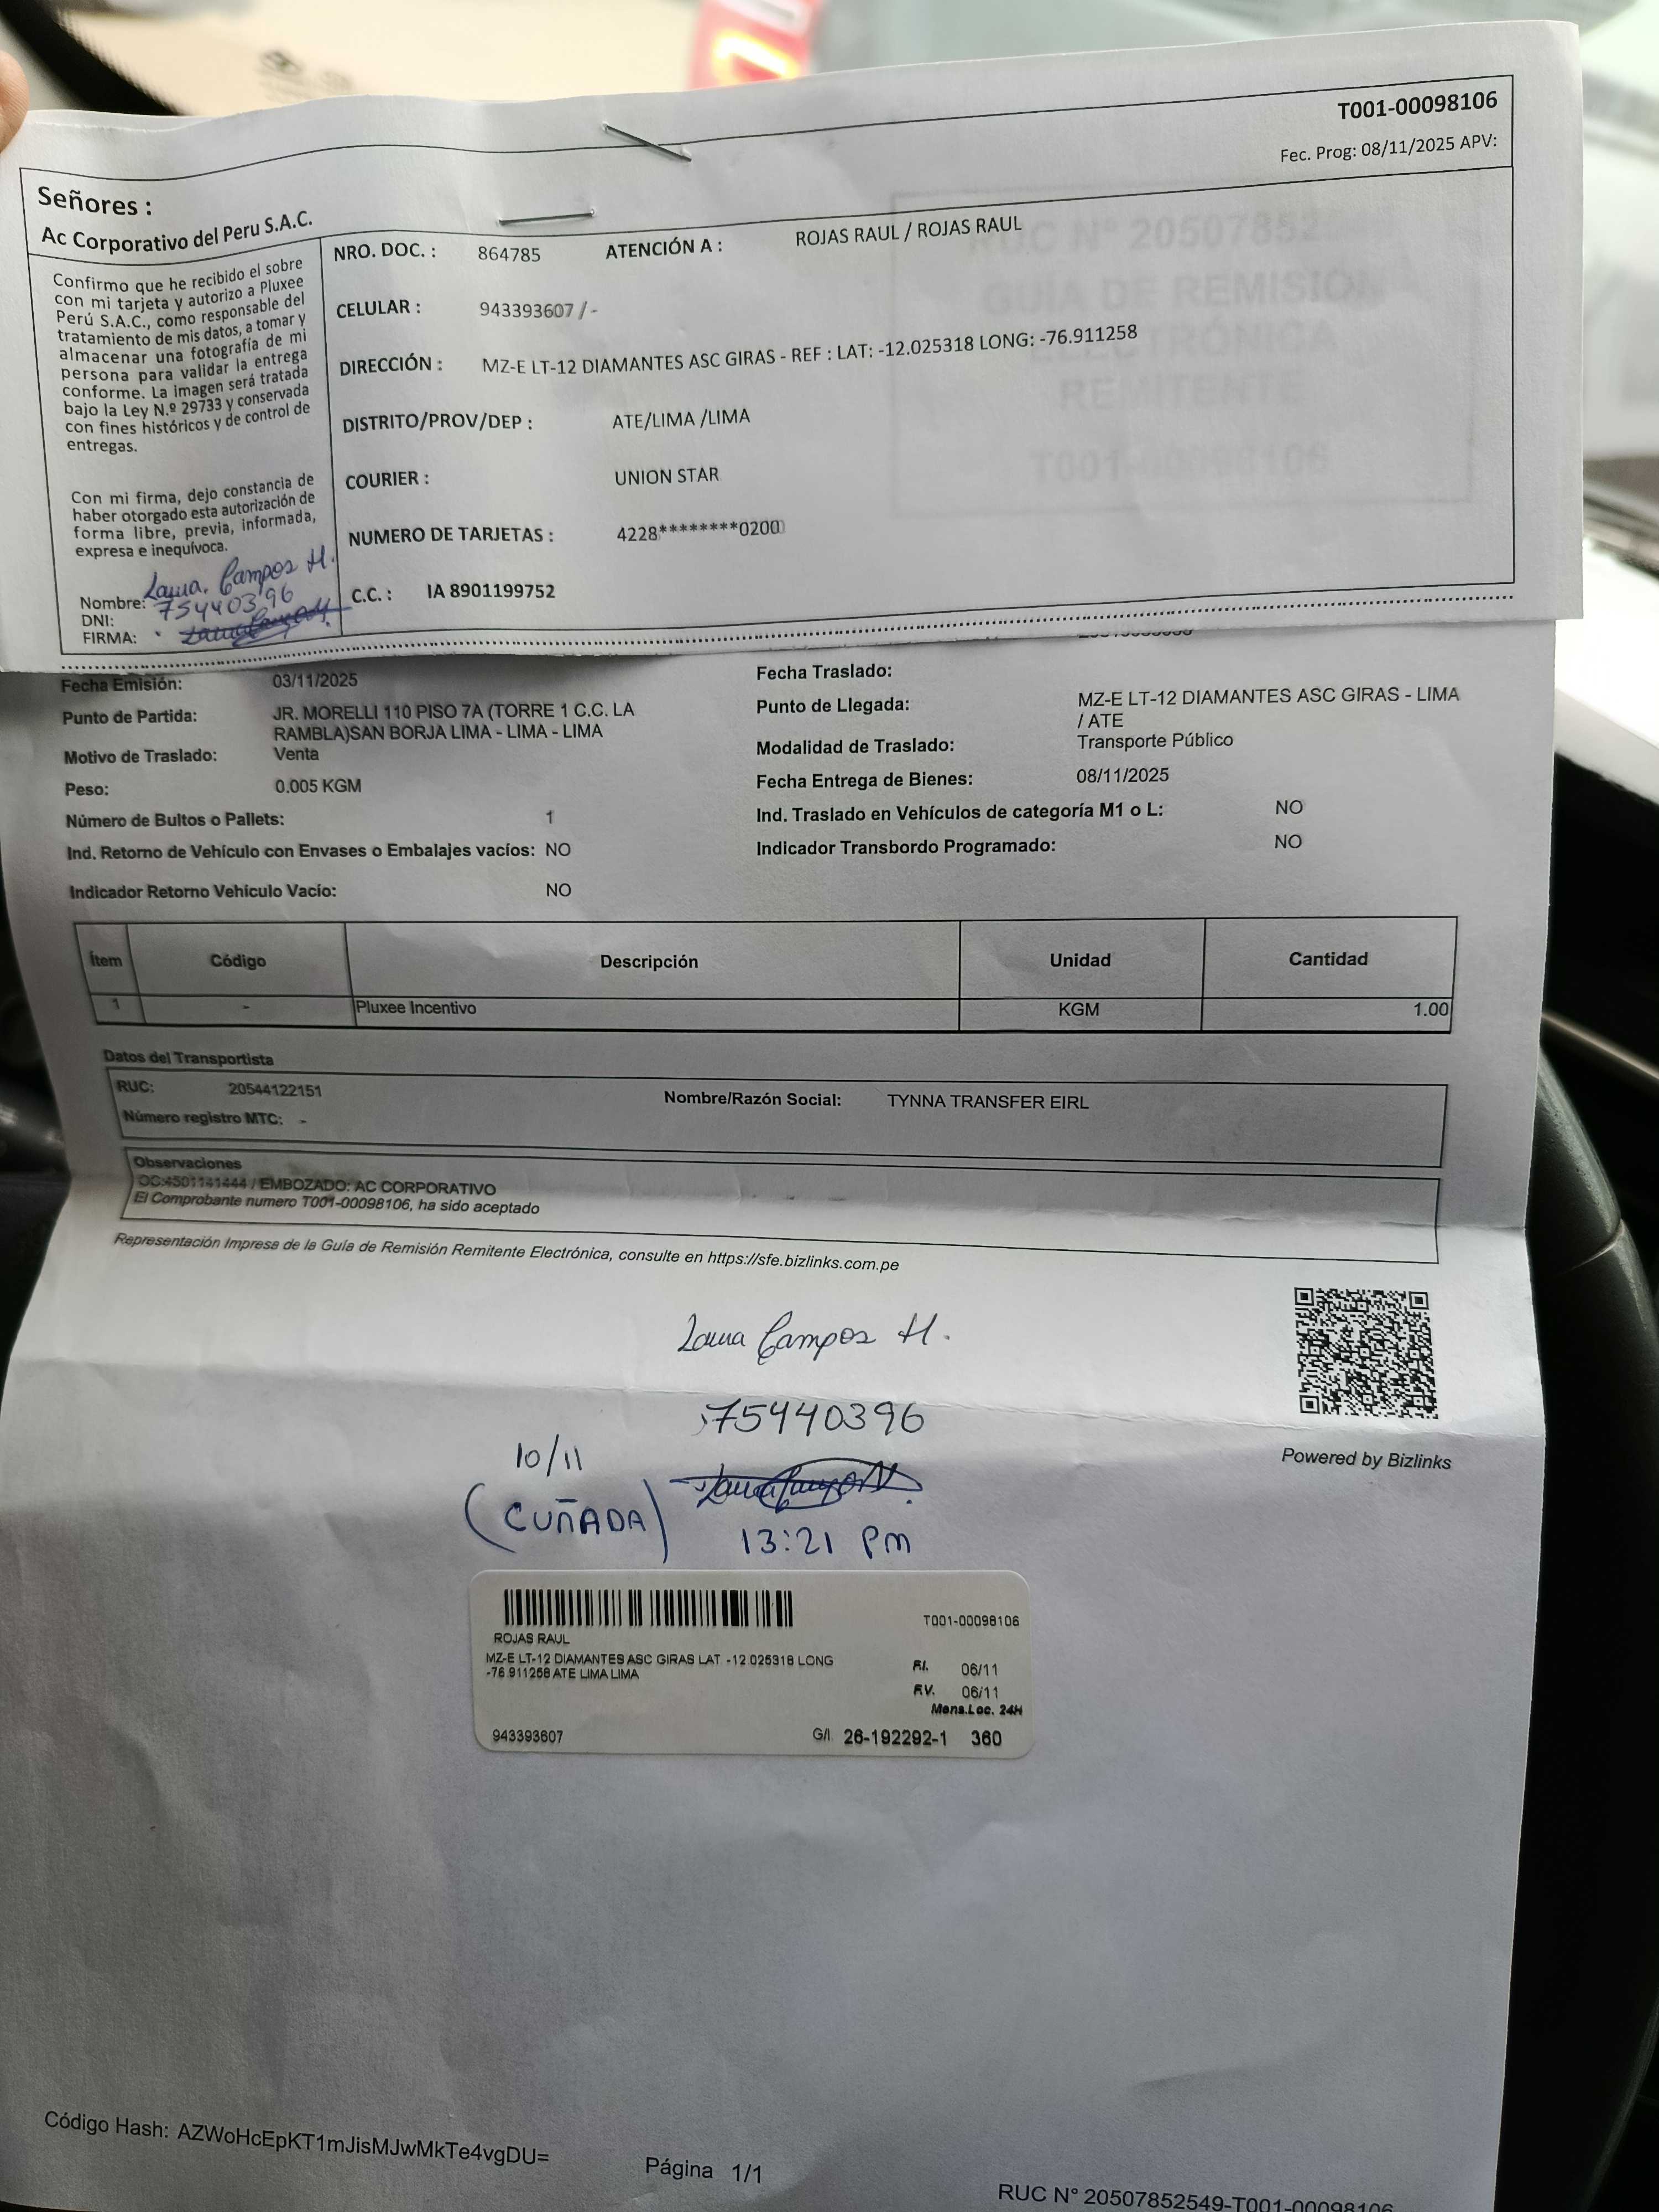 T001-00098106
Fec. Prog: 08/11/2025 APV:
Señores :
Ac Corporativo del Peru S.A.C.
Confirmo que he recibido el sobre
con mi tarjeta y autorizo a Pluxee
Perú S.A.C., como responsable del
tratamiento de mis datos, a tomar y
almacenar una fotografía de mi
persona para validar la entrega
conforme. La imagen será tratada
bajo la Ley N.º 29733 y conservada
con fines históricos y de control de
entregas.
Con mi firma, dejo constancia de
haber otorgado esta autorización de
forma libre, previa, informada,
expresa e inequívoca.
Nombre: Laura. Campos H.
DNI: 75440396
FIRMA:
NRO. DOC. : 864785 ATENCIÓN A : ROJAS RAUL / ROJAS RAUL
CELULAR : 943393607 / -
DIRECCIÓN : MZ-E LT-12 DIAMANTES ASC GIRAS - REF : LAT: -12.025318 LONG: -76.911258
DISTRITO/PROV/DEP : ATE/LIMA /LIMA
COURIER : UNION STAR
NUMERO DE TARJETAS : 4228********0200
C.C. : IA 8901199752
RUC N° 20507852
GUÍA DE REMISION
ELECTRÓNICA
REMITENTE
T001-00098106
Fecha Emisión: 03/11/2025 Fecha Traslado:
Punto de Partida: JR. MORELLI 110 PISO 7A (TORRE 1 C.C. LA
RAMBLA)SAN BORJA LIMA - LIMA - LIMA
Punto de Llegada: MZ-E LT-12 DIAMANTES ASC GIRAS - LIMA
/ ATE
Motivo de Traslado: Venta Modalidad de Traslado: Transporte Público
Peso: 0.005 KGM Fecha Entrega de Bienes: 08/11/2025
Número de Bultos o Pallets: 1 Ind. Traslado en Vehículos de categoría M1 o L: NO
Ind. Retorno de Vehículo con Envases o Embalajes vacíos: NO Indicador Transbordo Programado: NO
Indicador Retorno Vehículo Vacío: NO
Ítem Código Descripción Unidad Cantidad
1 - Pluxee Incentivo KGM 1.00
Datos del Transportista
RUC: 20544122151 Nombre/Razón Social: TYNNA TRANSFER EIRL
Número registro MTC: -
Observaciones
OC:4501141444 / EMBOZADO: AC CORPORATIVO
El Comprobante numero T001-00098106, ha sido aceptado
Representación Impresa de la Guía de Remisión Remitente Electrónica, consulte en https://sfe.bizlinks.com.pe
Laura Campos H.
75440396
10/11
(CUÑADA)
13:21 PM
Powered by Bizlinks
T001-00098106
ROJAS RAUL
MZ-E LT-12 DIAMANTES ASC GIRAS LAT -12.025318 LONG
-76.911258 ATE LIMA LIMA
F.I. 06/11
F.V. 06/11
Mens.Loc. 24H
943393607 G/I. 26-192292-1 360
Código Hash: AZWoHcEpKT1mJisMJwMkTe4vgDU=
Página 1/1
RUC N° 20507852549-T001-00098106